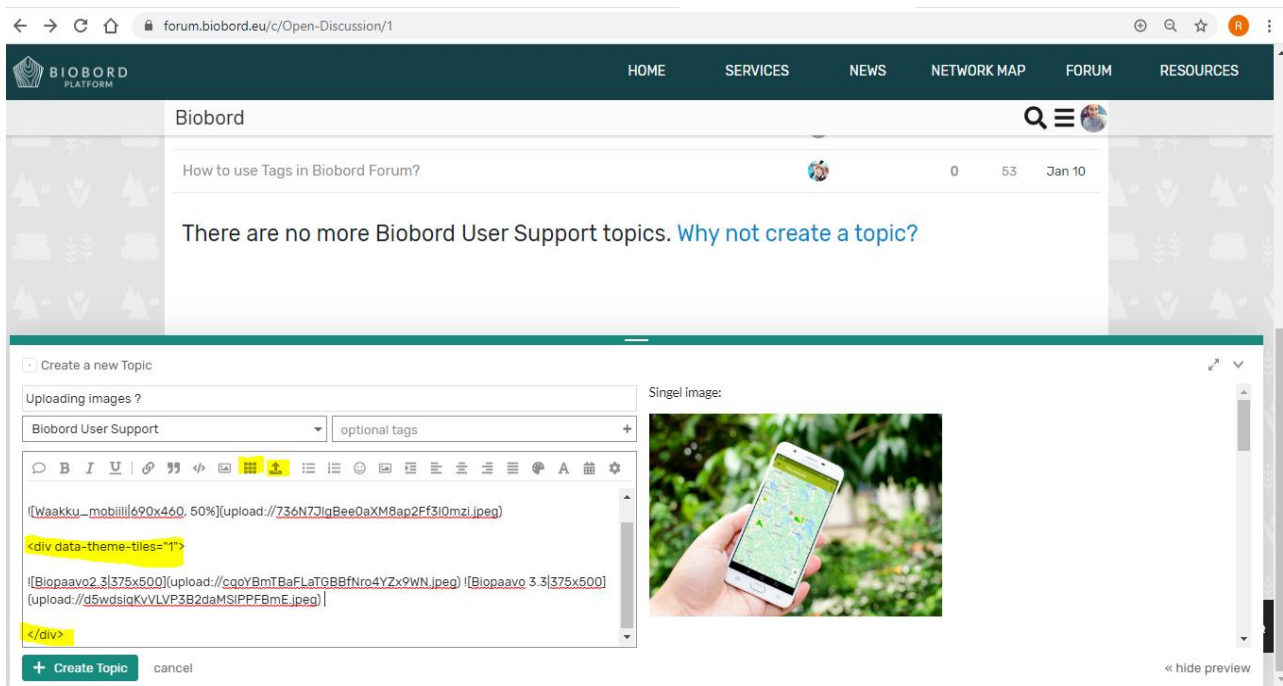 forum.biobord.eu/c/Open-Discussion/1
R
BIOBORD
PLATFORM
HOME
SERVICES
NEWS
NETWORK MAP
FORUM
RESOURCES
Biobord
How to use Tags in Biobord Forum?
0
53
Jan 10
There are no more Biobord User Support topics. Why not create a topic?
Create a new Topic
Uploading images ?
Biobord User Support
optional tags
+
B I U
A
![Waakku_mobiili|690x460, 50%](upload://736N7JIgBee0aXM8ap2Ff3I0mzi.jpeg)
<div data-theme-tiles="1">
![Biopaavo2.3|375x500](upload://cqoYBmTBaFLaTGBBfNro4YZx9WN.jpeg) ![Biopaavo 3.3|375x500]
(upload://d5wdsigKvVLVP3B2daMSIPPFBmE.jpeg)
</div>
Singel image:
+ Create Topic
cancel
« hide preview